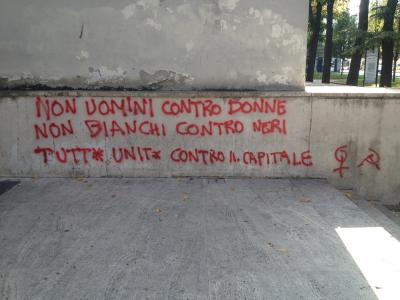 NON UOMINI CONTRO DONNE
NON BIANCHI CONTRO NERI
TUTT* UNIT* CONTRO IL CAPITALE